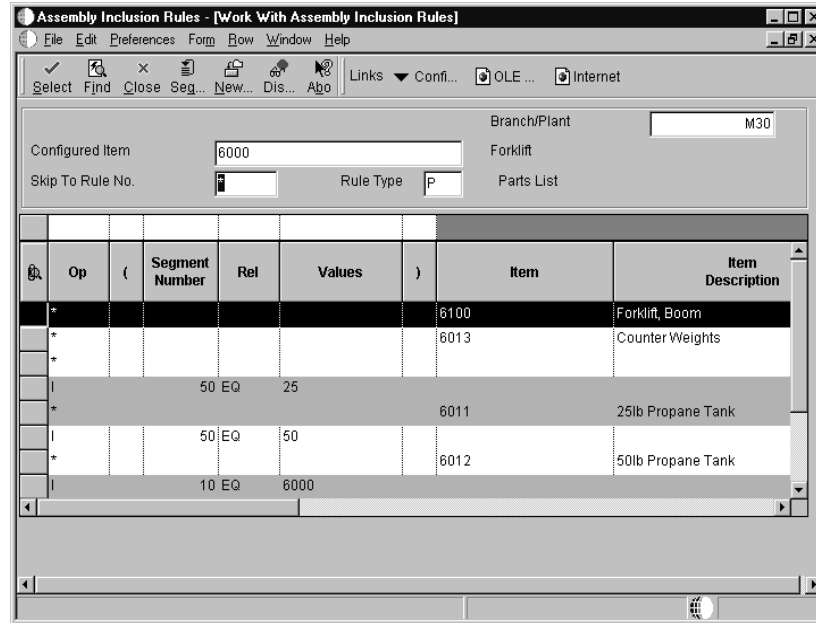 Assembly Inclusion Rules - [Work With Assembly Inclusion Rules]
File Edit Preferences Form Row Window Help
Select Find Close Seq... New... Dis... Abo Links Confi... OLE ... Internet
Branch/Plant M30
Configured Item 6000 Forklift
Skip To Rule No. * Rule Type P Parts List
Op ( Segment Number Rel Values ) Item Item Description
* 6100 Forklift, Boom
* 6013 Counter Weights
*
I 50 EQ 25
* 6011 25lb Propane Tank
I 50 EQ 50
* 6012 50lb Propane Tank
I 10 EQ 6000